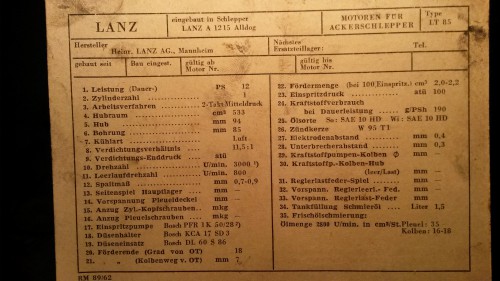 LANZ
eingebaut in Schlepper
LANZ A 1215 Alldog
MOTOREN FÜR
ACKERSCHLEPPER
Type
LT 85
Hersteller
Heinr. LANZ AG., Mannheim
Nächstes
Ersatzteillager:
Tel.
gebaut seit
Bau eingest.
gültig ab
Motor Nr.
gültig bis
Motor Nr.
1. Leistung (Dauer-) PS 12
2. Zylinderzahl 1
3. Arbeitsverfahren 2-Takt Mitteldruck
4. Hubraum cm³ 533
5. Hub mm 94
6. Bohrung mm 85
7. Kühlart Luft
8. Verdichtungsverhältnis 11,5:1
9. Verdichtungs-Enddruck atü —
10. Drehzahl U/min. 3000 ?)
11. Leerlaufdrehzahl U/min. 800
12. Spaltmaß mm 0,7-0,9
13. Seitenspiel Hauptlager mm —
14. Vorspannung Pleueldeckel mm —
15. Anzug Zyl.-Kopfschrauben mkg —
16. Anzug Pleuelschrauben mkg —
17. Einspritzpumpe Bosch PFR 1K 50/28?)
18. Düsenhalter Bosch KCA 17 SD 3
19. Düseneinsatz Bosch DL 60 S 86
20. Förderende (Grad von OT) 18
21. „ (Kolbenweg v. OT) mm ?
22. Fördermenge (bei 100 Einspritz.) cm³ 2,0-2,2
23. Einspritzdruck atü 100
24. Kraftstoffverbrauch
bei Dauerleistung g/PSh 190
25. Ölsorte So: SAE 10 HD Wi: SAE 10 HD
26. Zündkerze W 95 T1
27. Elektrodenabstand mm 0,4
28. Unterbrecherabstand mm 0,3
29. Kraftstoffpumpen-Kolben Ø mm —
30. Kraftstoffp.-Kolben-Hub
(leer/Last) mm —
31. Reglerlastfeder-Spiel mm —
32. Vorspann. Reglerleerl.-Fed. mm —
33. Vorspann. Reglerlast-Feder mm —
34. Tankfüllung Schmieröl Liter 1,5
35. Frischölschmierung:
Ölmenge 2800 U/min. in cm³/St. Pleuel: 35
Kolben: 16-18
KM 89/62